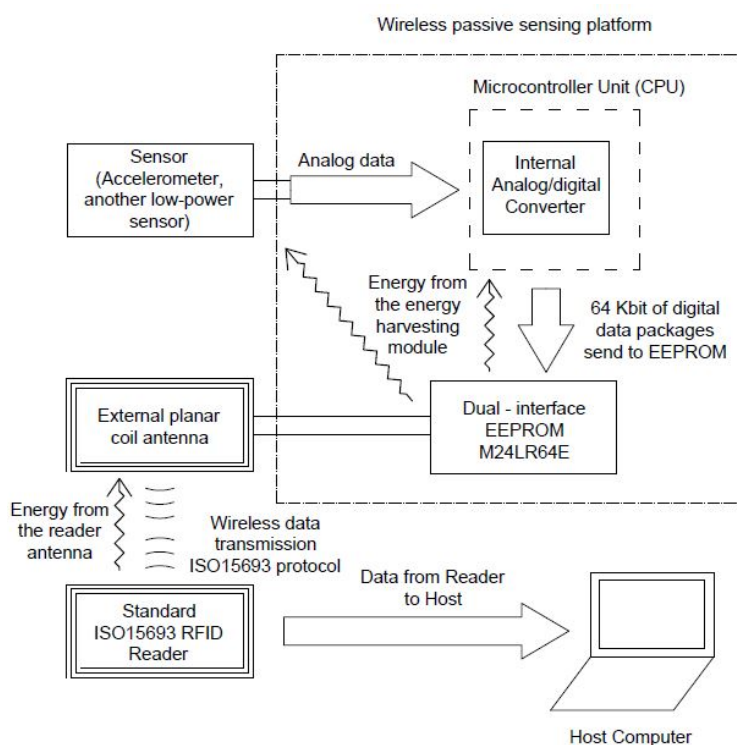 Wireless passive sensing platform
Microcontroller Unit (CPU)
Sensor
(Accelerometer,
another low-power
sensor)
Analog data
Internal
Analog/digital
Converter
Energy from
the energy
harvesting
module
64 Kbit of digital
data packages
send to EEPROM
External planar
coil antenna
Dual - interface
EEPROM
M24LR64E
Energy from
the reader
antenna
Wireless data
transmission
ISO15693 protocol
Standard
ISO15693 RFID
Reader
Data from Reader
to Host
Host Computer